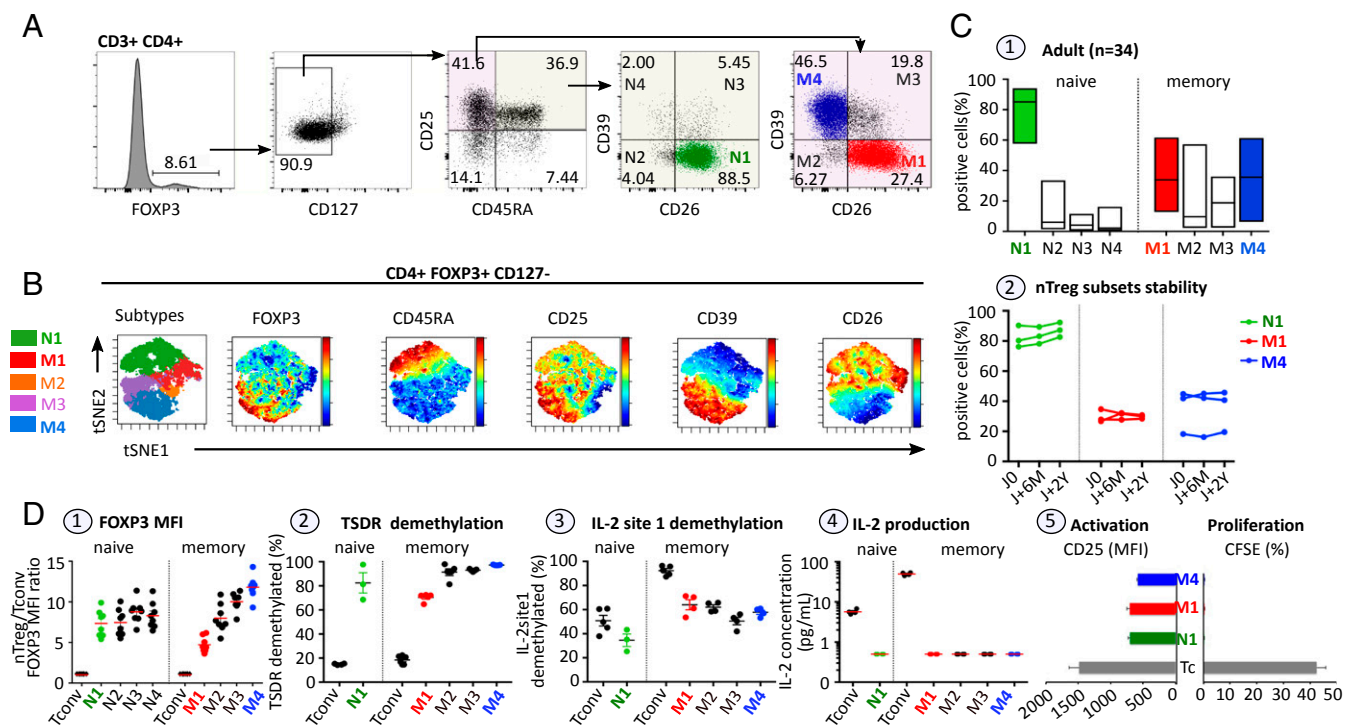 A
CD3+ CD4+
8.61
FOXP3
90.9
CD127
CD25
41.6 36.9
14.1 7.44
CD45RA
CD39
2.00 5.45
N4 N3
N2 N1
4.04 88.5
CD26
CD39
46.5 19.8
M4 M3
M2 M1
6.27 27.4
CD26
B
CD4+ FOXP3+ CD127-
Subtypes FOXP3 CD45RA CD25 CD39 CD26
N1
M1
M2
M3
M4
tSNE2
tSNE1
C
1 Adult (n=34)
naive memory
positive cells(%)
100
80
60
40
20
0
N1 N2 N3 N4 M1 M2 M3 M4
2 nTreg subsets stability
positive cells(%)
100
80
60
40
20
0
N1
M1
M4
J0 J+6M J+2Y J0 J+6M J+2Y J0 J+6M J+2Y
D
1 FOXP3 MFI
naive memory
nTreg/Tconv
FOXP3 MFI ratio
15
10
5
0
Tconv N1 N2 N3 N4 Tconv M1 M2 M3 M4
2 TSDR demethylation
naive memory
TSDR demethylated (%)
100
80
60
40
20
0
Tconv N1 Tconv M1 M2 M3 M4
3 IL-2 site 1 demethylation
naive memory
IL-2site1
demethylated (%)
100
80
60
40
20
0
Tconv N1 Tconv M1 M2 M3 M4
4 IL-2 production
naive memory
IL-2 concentration
(pg/mL)
100
10
1
1
0
Tconv N1 Tconv M1 M2 M3 M4
5 Activation Proliferation
CD25 (MFI) CFSE (%)
M4
M1
N1
Tc
2000 1500 1000 500 0
0 10 20 30 40 50